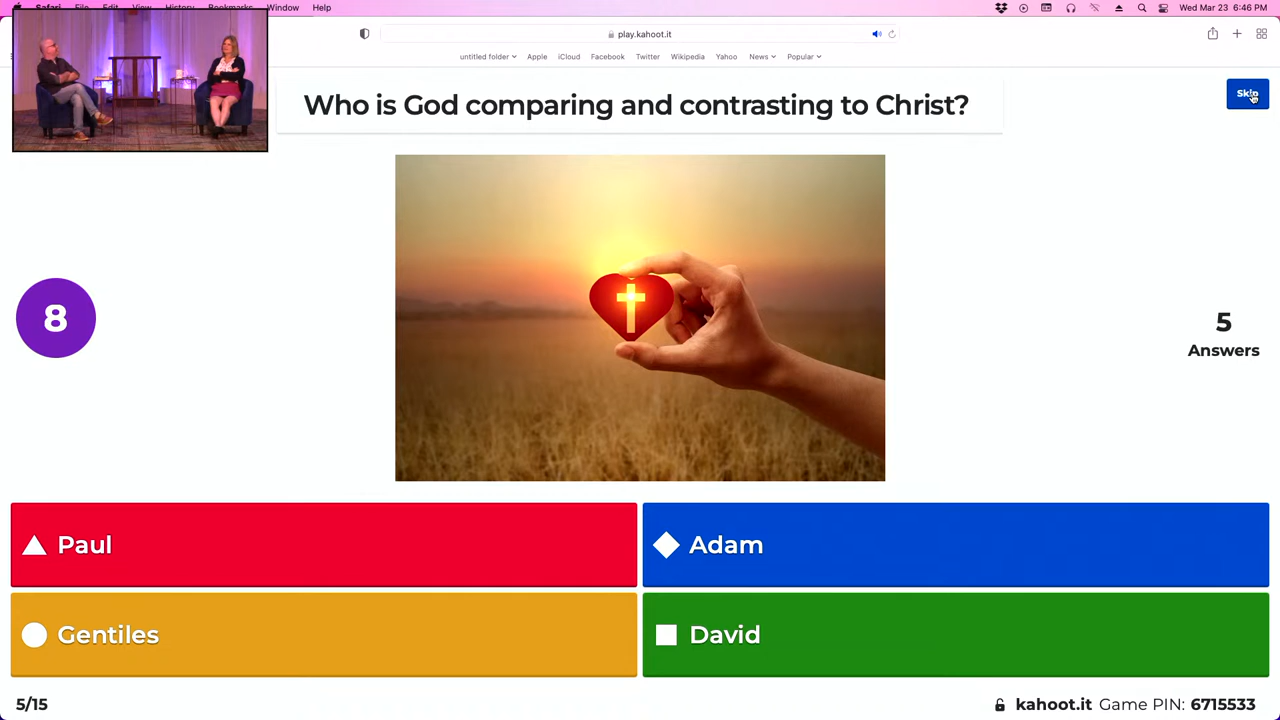 Safari File Edit View History Bookmarks Window Help
Wed Mar 23 6:46 PM
play.kahoot.it
untitled folder Apple iCloud Facebook Twitter Wikipedia Yahoo News Popular
Who is God comparing and contrasting to Christ?
Skip
8
5
Answers
Paul
Adam
Gentiles
David
5/15
kahoot.it Game PIN: 6715533